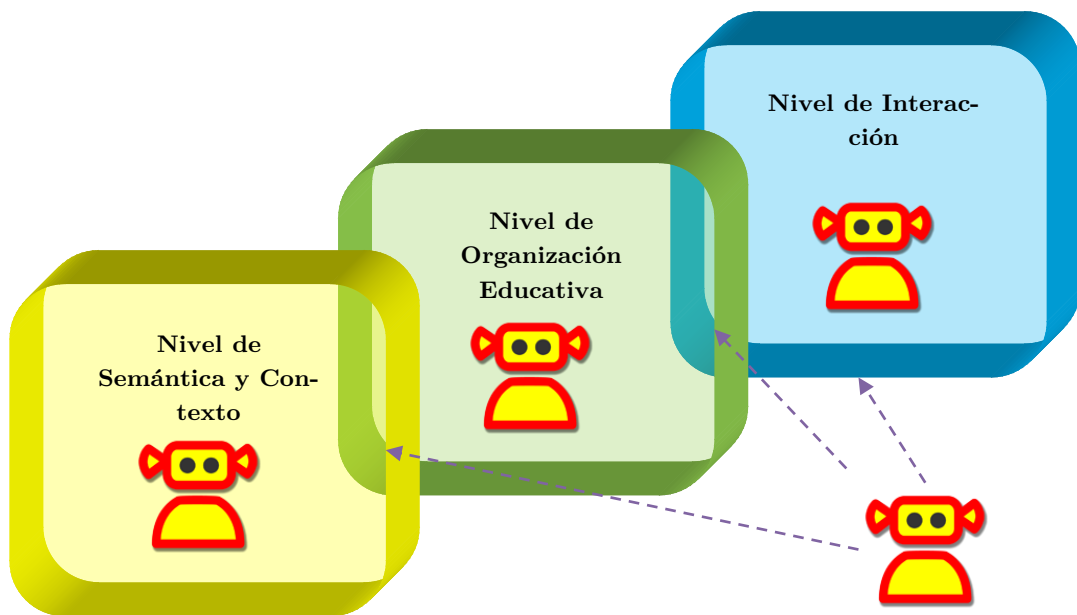 Nivel de Interac-
ción
Nivel de
Organización
Educativa
Nivel de
Semántica y Con-
texto